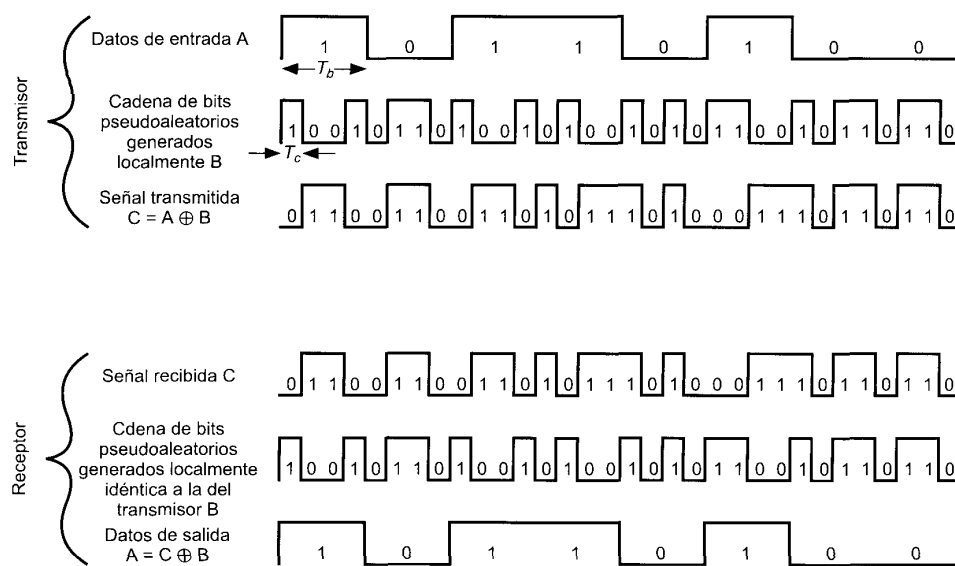 Transmisor
Datos de entrada A
1 0 1 1 0 1 0 0
T_b
Cadena de bits
pseudoaleatorios
generados
localmente B
1 0 0 1 0 1 1 0 1 0 0 1 0 1 0 0 1 0 1 0 1 1 0 0 1 0 1 1 0 1 1 0
T_c
Señal transmitida
C = A ⊕ B
0 1 1 0 0 1 1 0 0 1 1 0 1 0 1 1 1 0 1 0 0 0 1 1 1 0 1 1 0 1 1 0
Receptor
Señal recibida C
0 1 1 0 0 1 1 0 0 1 1 0 1 0 1 1 1 0 1 0 0 0 1 1 1 0 1 1 0 1 1 0
Cdena de bits
pseudoaleatorios
generados localmente
idéntica a la del
transmisor B
1 0 0 1 0 1 1 0 1 0 0 1 0 1 0 0 1 0 1 0 1 1 0 0 1 0 1 1 0 1 1 0
Datos de salida
A = C ⊕ B
1 0 1 1 0 1 0 0